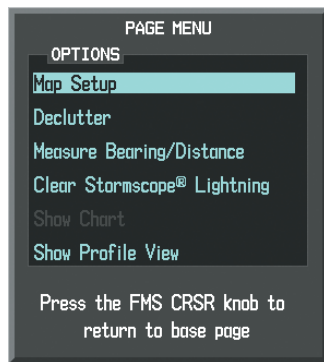 PAGE MENU
OPTIONS
Map Setup
Declutter
Measure Bearing/Distance
Clear Stormscope® Lightning
Show Chart
Show Profile View
Press the FMS CRSR knob to
return to base page